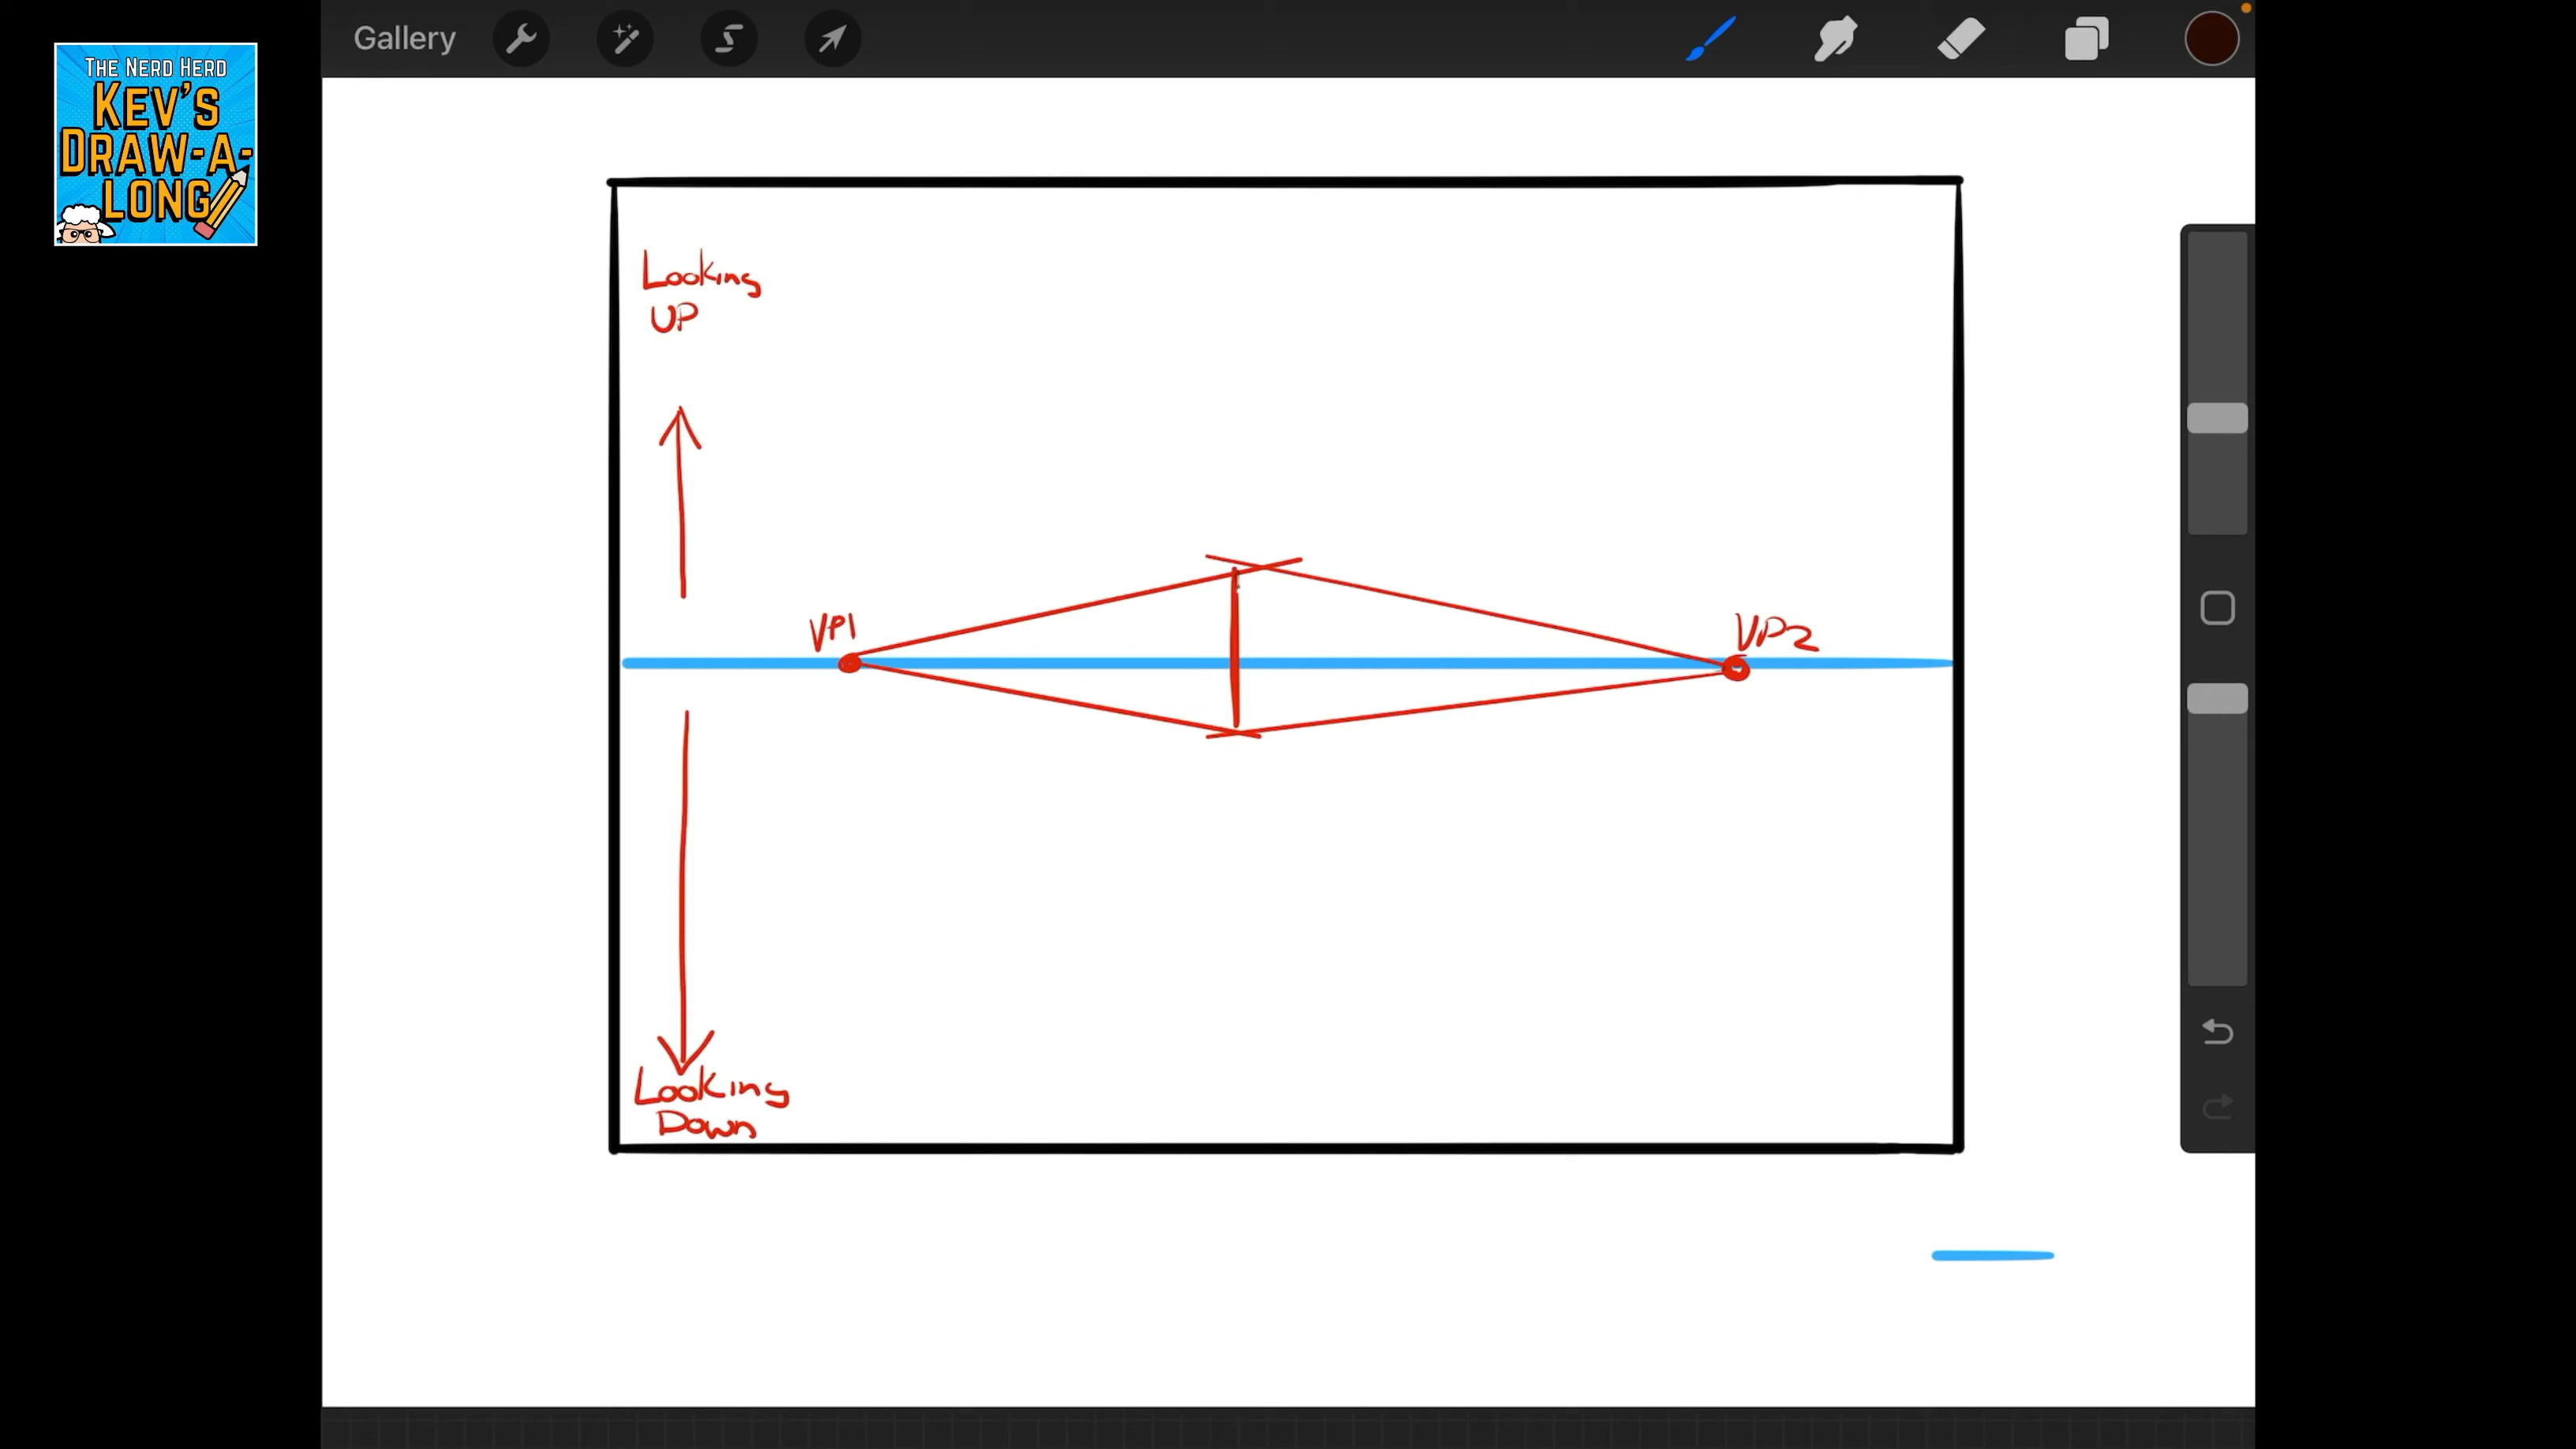 Gallery
THE NERD HERD
KEV'S
DRAW-A-
LONG
Looking
UP
VP1
VP2
Looking
Down